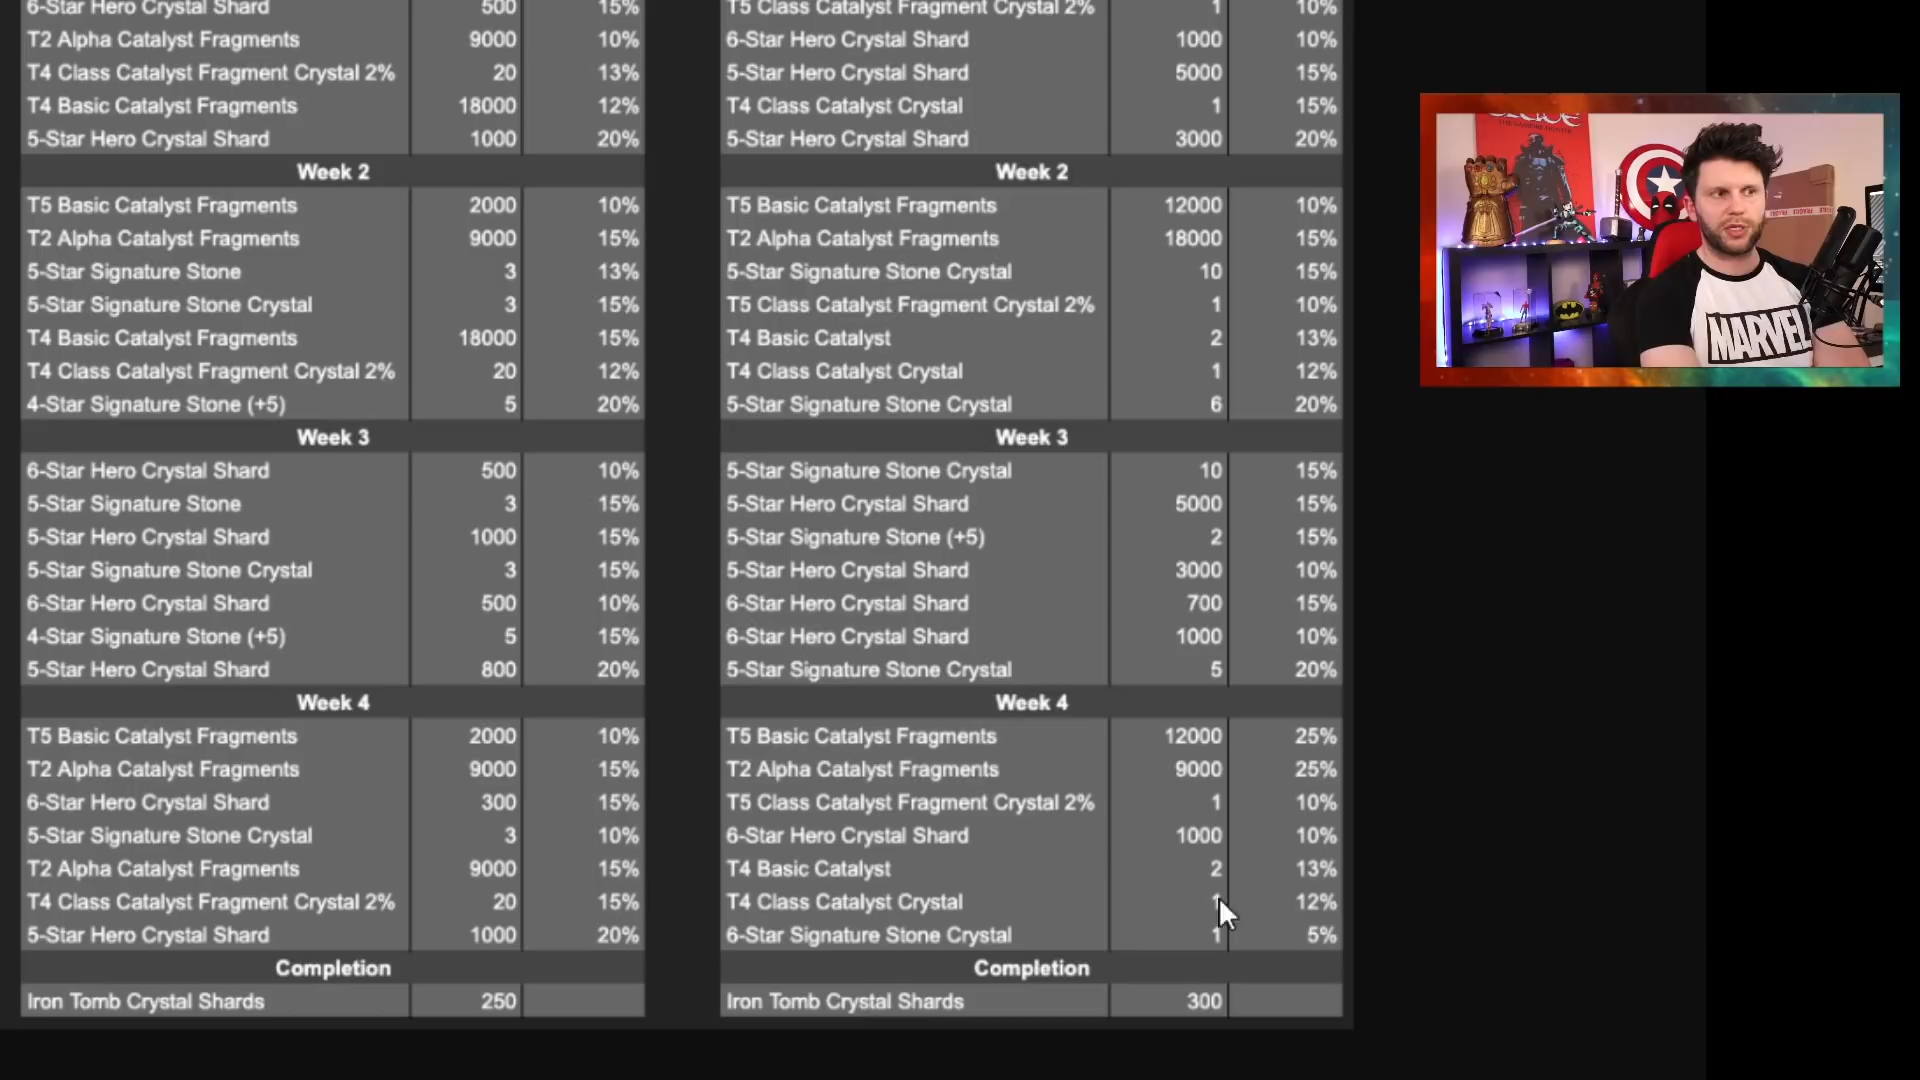 6-Star Hero Crystal Shard 500 15%
T2 Alpha Catalyst Fragments 9000 10%
T4 Class Catalyst Fragment Crystal 2% 20 13%
T4 Basic Catalyst Fragments 18000 12%
5-Star Hero Crystal Shard 1000 20%
Week 2
T5 Basic Catalyst Fragments 2000 10%
T2 Alpha Catalyst Fragments 9000 15%
5-Star Signature Stone 3 13%
5-Star Signature Stone Crystal 3 15%
T4 Basic Catalyst Fragments 18000 15%
T4 Class Catalyst Fragment Crystal 2% 20 12%
4-Star Signature Stone (+5) 5 20%
Week 3
6-Star Hero Crystal Shard 500 10%
5-Star Signature Stone 3 15%
5-Star Hero Crystal Shard 1000 15%
5-Star Signature Stone Crystal 3 15%
6-Star Hero Crystal Shard 500 10%
4-Star Signature Stone (+5) 5 15%
5-Star Hero Crystal Shard 800 20%
Week 4
T5 Basic Catalyst Fragments 2000 10%
T2 Alpha Catalyst Fragments 9000 15%
6-Star Hero Crystal Shard 300 15%
5-Star Signature Stone Crystal 3 10%
T2 Alpha Catalyst Fragments 9000 15%
T4 Class Catalyst Fragment Crystal 2% 20 15%
5-Star Hero Crystal Shard 1000 20%
Completion
Iron Tomb Crystal Shards 250
T5 Class Catalyst Fragment Crystal 2% 1 10%
6-Star Hero Crystal Shard 1000 10%
5-Star Hero Crystal Shard 5000 15%
T4 Class Catalyst Crystal 1 15%
5-Star Hero Crystal Shard 3000 20%
Week 2
T5 Basic Catalyst Fragments 12000 10%
T2 Alpha Catalyst Fragments 18000 15%
5-Star Signature Stone Crystal 10 15%
T5 Class Catalyst Fragment Crystal 2% 1 10%
T4 Basic Catalyst 2 13%
T4 Class Catalyst Crystal 1 12%
5-Star Signature Stone Crystal 6 20%
Week 3
5-Star Signature Stone Crystal 10 15%
5-Star Hero Crystal Shard 5000 15%
5-Star Signature Stone (+5) 2 15%
5-Star Hero Crystal Shard 3000 10%
6-Star Hero Crystal Shard 700 15%
6-Star Hero Crystal Shard 1000 10%
5-Star Signature Stone Crystal 5 20%
Week 4
T5 Basic Catalyst Fragments 12000 25%
T2 Alpha Catalyst Fragments 9000 25%
T5 Class Catalyst Fragment Crystal 2% 1 10%
6-Star Hero Crystal Shard 1000 10%
T4 Basic Catalyst 2 13%
T4 Class Catalyst Crystal 1 12%
6-Star Signature Stone Crystal 1 5%
Completion
Iron Tomb Crystal Shards 300
THE VAMPIRE HUNTER
FRAGILE
MARVEL